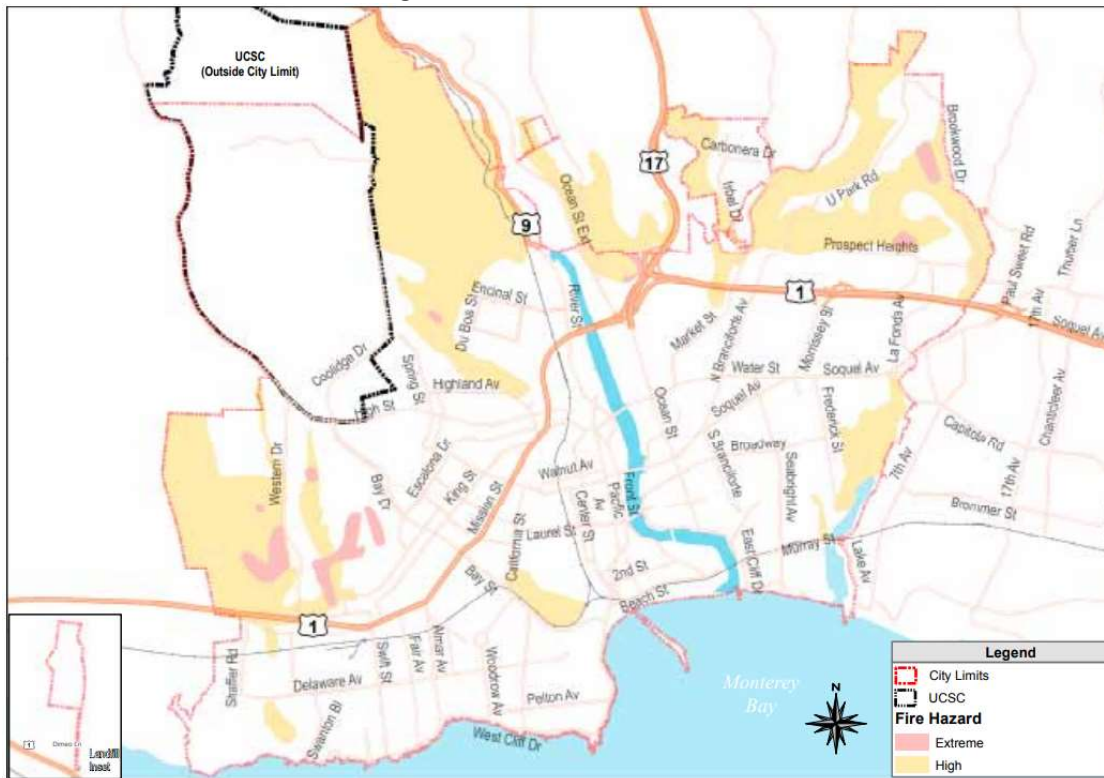 UCSC
(Outside City Limit)
17
Carbonera Dr
Brookwood Dr
Isbel Dr
U Park Rd
Ocean St Ext
9
Prospect Heights
Paul Sweet Rd
17th Av
Thurber Ln
Soquel Av
1
Encinal St
Du Bois St
River St
Market St
N Branciforte Av
Morrissey St
La Fonda Av
Coolidge Dr
Spring St
Highland Av
High St
Water St
Soquel Av
Soquel Av
Ocean St
Frederick St
Capitola Rd
Chanticleer Av
Western Dr
Bay Dr
Escalona Dr
King St
Mission St
Walnut Av
Broadway
S Branciforte
Seabright Av
7th Av
17th Av
Brommer St
Front St
Pacific
Av
Center St
Laurel St
California St
Bay St
2nd St
Beach St
East Cliff Dr
Murray St
Lake Av
1
Shaffer Rd
Delaware Av
Swift St
Fair Av
Almar Av
Woodrow Av
Pelton Av
Swanton Bl
West Cliff Dr
Monterey
Bay
N
1
Dimeo Ln
Landfill
Inset
Legend
City Limits
UCSC
Fire Hazard
Extreme
High